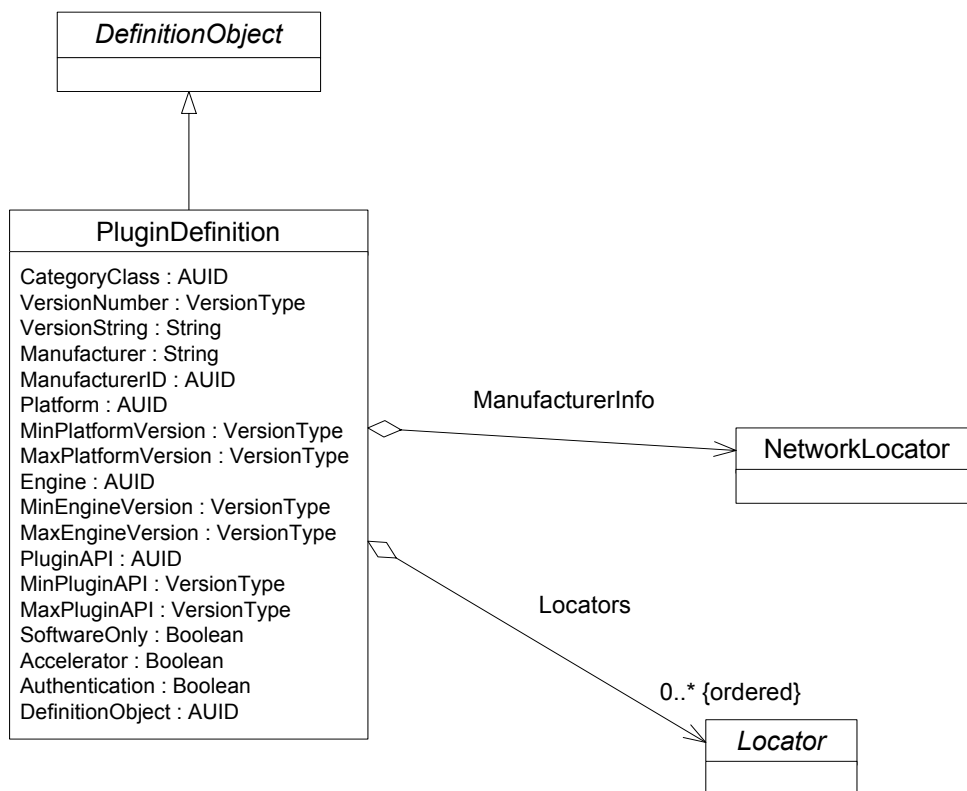 DefinitionObject
PluginDefinition
CategoryClass : AUID
VersionNumber : VersionType
VersionString : String
Manufacturer : String
ManufacturerID : AUID
Platform : AUID
MinPlatformVersion : VersionType
MaxPlatformVersion : VersionType
Engine : AUID
MinEngineVersion : VersionType
MaxEngineVersion : VersionType
PluginAPI : AUID
MinPluginAPI : VersionType
MaxPluginAPI : VersionType
SoftwareOnly : Boolean
Accelerator : Boolean
Authentication : Boolean
DefinitionObject : AUID
ManufacturerInfo
NetworkLocator
Locators
0..* {ordered}
Locator